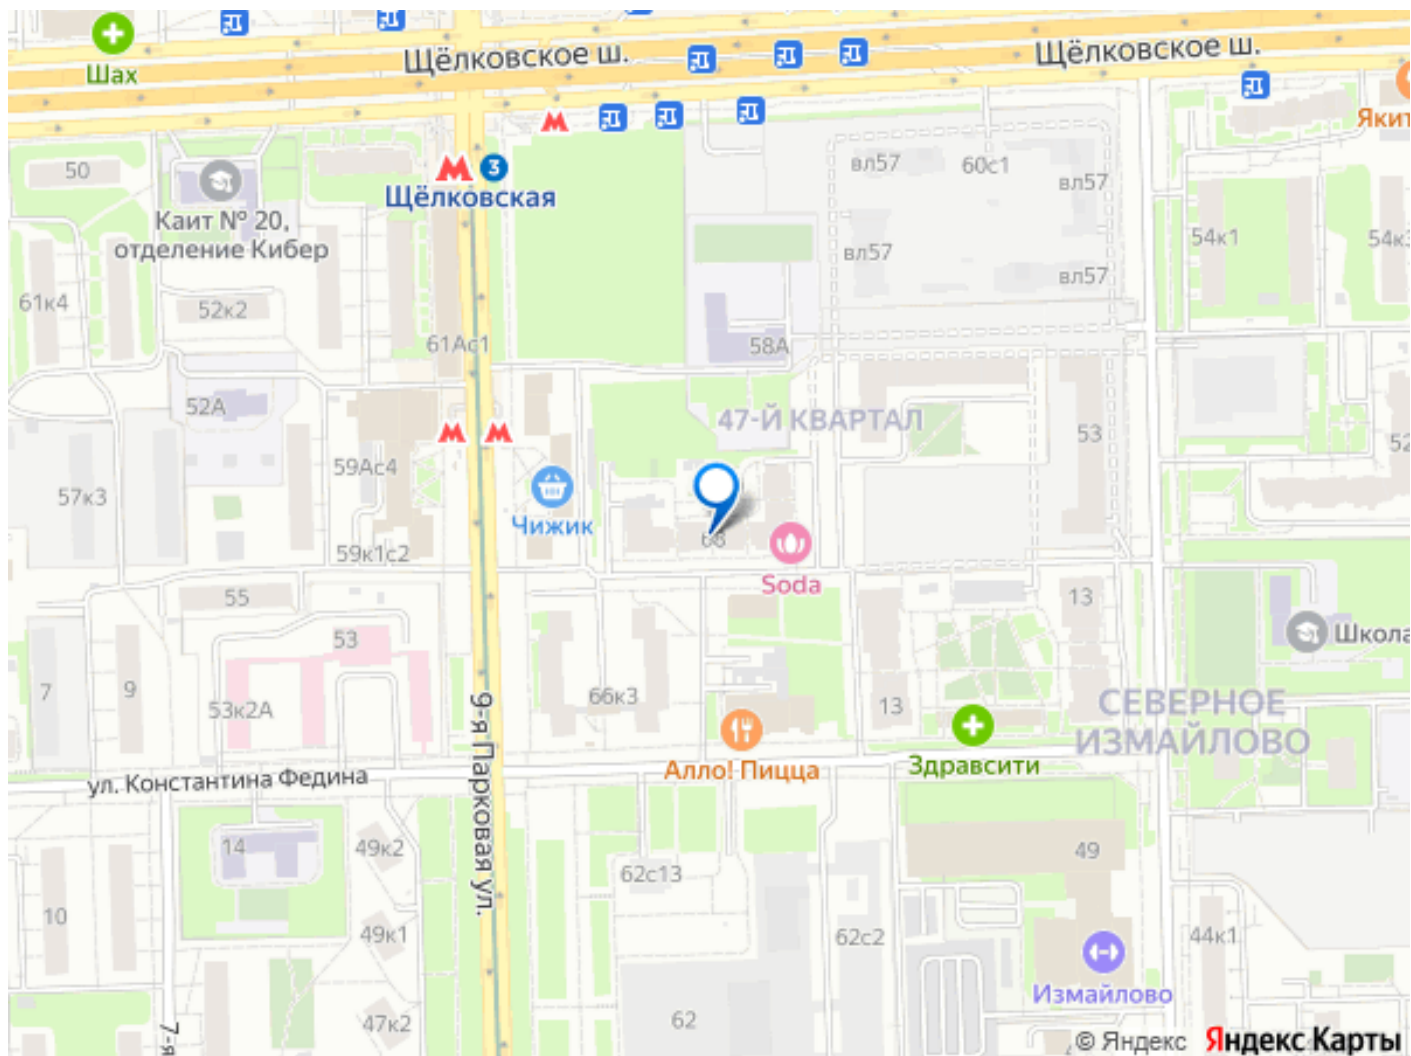 Щёлковское ш.
Щёлковское ш.
Шах
Якит
50
3
Щёлковская
Каит № 20,
отделение Кибер
вл57
60с1
вл57
54к1
54к3
вл57
вл57
61к4
52к2
61Ас1
58А
52А
47-Й КВАРТАЛ
53
52
59Ас4
57к3
Чижик
68
59к1с2
Soda
55
13
53
Школа
7
9
53к2А
66к3
13
СЕВЕРНОЕ
ИЗМАЙЛОВО
9-я Парковая ул.
Алло! Пицца
Здравсити
ул. Константина Федина
14
49к2
49
62с13
10
49к1
62с2
44к1
Измайлово
47к2
62
7-я
© Яндекс Яндекс Карты